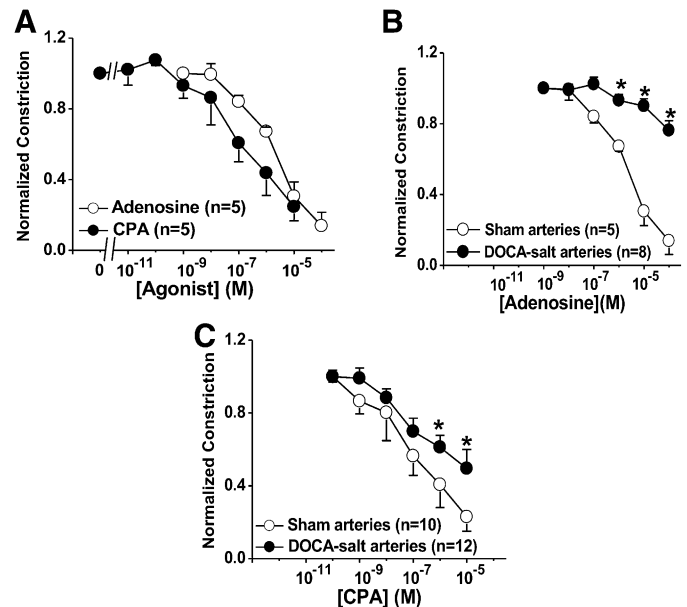 A
Normalized Constriction
1.2
0.8
0.4
0.0
Adenosine (n=5)
CPA (n=5)
0 10⁻¹¹ 10⁻⁹ 10⁻⁷ 10⁻⁵
[Agonist] (M)
B
Normalized Constriction
1.2
0.8
0.4
0.0
* * *
Sham arteries (n=5)
DOCA-salt arteries (n=8)
10⁻¹¹ 10⁻⁹ 10⁻⁷ 10⁻⁵
[Adenosine](M)
C
Normalized Constriction
1.2
0.8
0.4
0.0
* *
Sham arteries (n=10)
DOCA-salt arteries (n=12)
10⁻¹¹ 10⁻⁹ 10⁻⁷ 10⁻⁵
[CPA] (M)